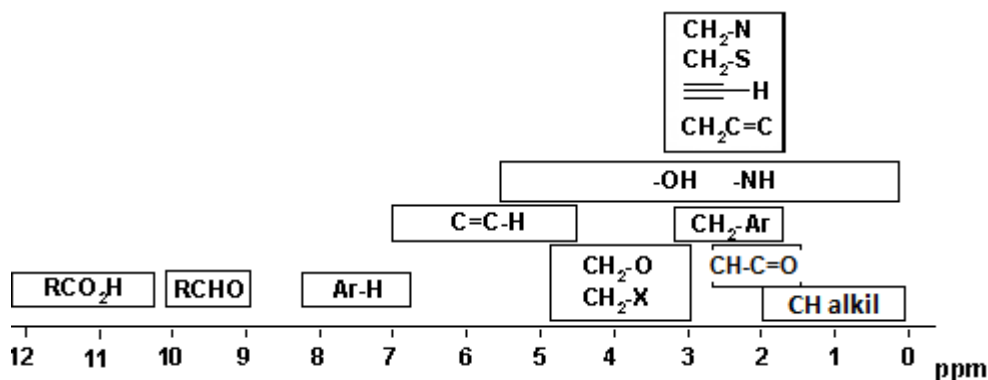 CH₂-N
CH₂-S
H
CH₂C=C
-OH -NH
C=C-H
CH₂-Ar
CH₂-O
CH₂-X
CH-C=O
RCO₂H
RCHO
Ar-H
CH alkil
12 11 10 9 8 7 6 5 4 3 2 1 0
ppm